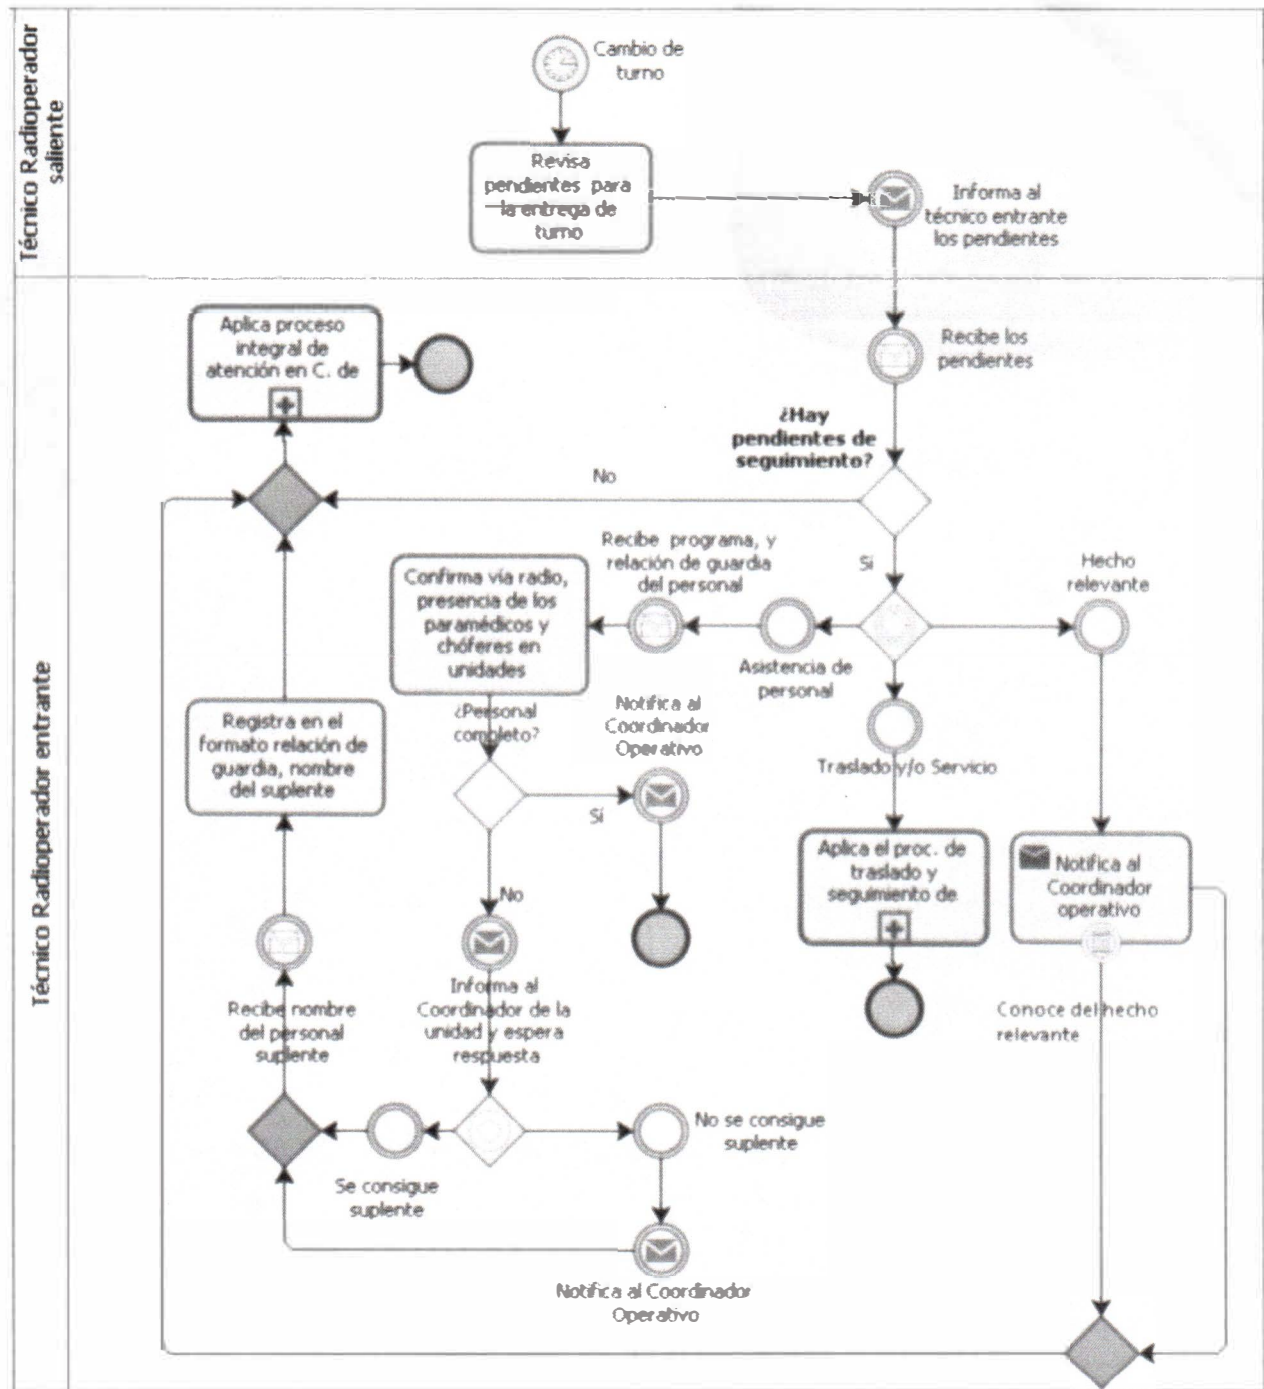 Técnico Radioperador
saliente
Cambio de
turno
Revisa
pendientes para
la entrega de
turno
Informa al
técnico entrante
los pendientes
Técnico Radioperador entrante
Recibe los
pendientes
¿Hay
pendientes de
seguimiento?
No
Sí
Aplica proceso
integral de
atención en C. de
Recibe programa, y
relación de guardia
del personal
Hecho
relevante
Confirma vía radio,
presencia de los
paramédicos y
chóferes en
unidades
Asistencia de
personal
Traslado y/o Servicio
¿Personal
completo?
Notifica al
Coordinador
Operativo
Sí
No
Registra en el
formato relación de
guardia, nombre
del suplente
Aplica el proc. de
traslado y
seguimiento de
Notifica al
Coordinador
operativo
Conoce del hecho
relevante
Recibe nombre
del personal
suplente
Informa al
Coordinador de la
unidad y espera
respuesta
No se consigue
suplente
Se consigue
suplente
Notifica al Coordinador
Operativo